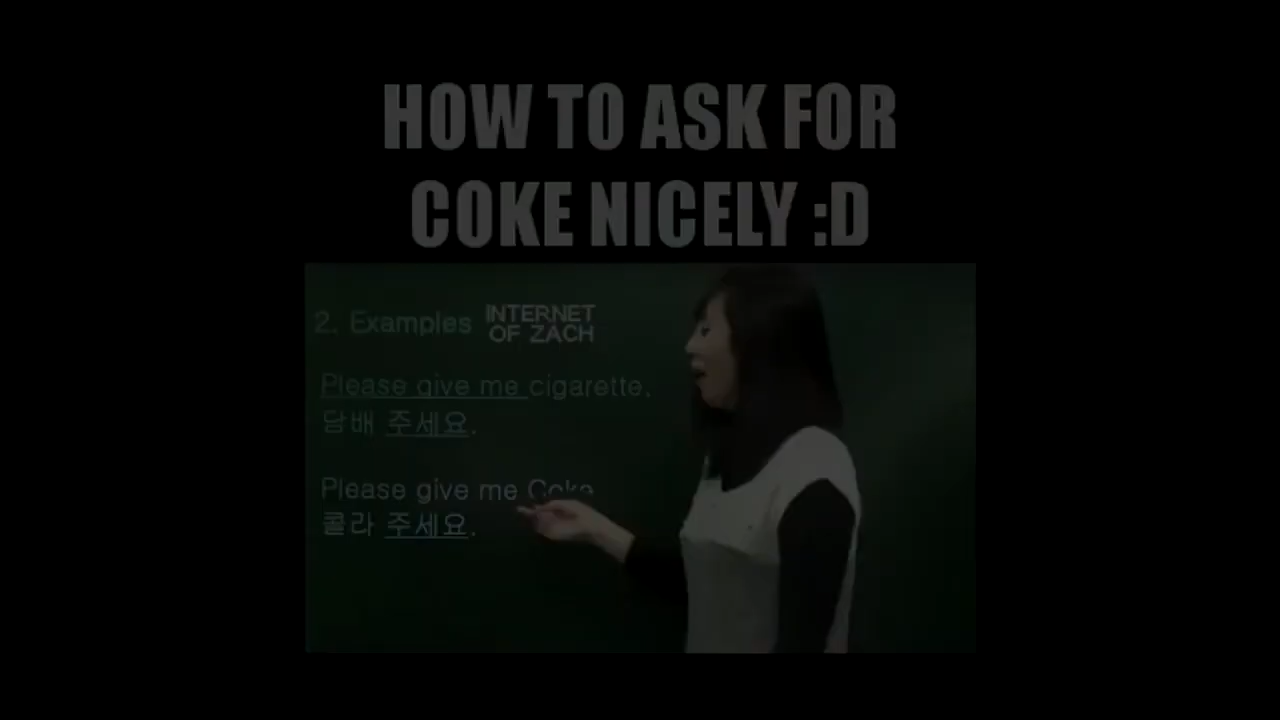 HOW TO ASK FOR
COKE NICELY :D
2. Examples
INTERNET
OF ZACH
Please give me cigarette.
담배 주세요.
Please give me Coke
콜라 주세요.